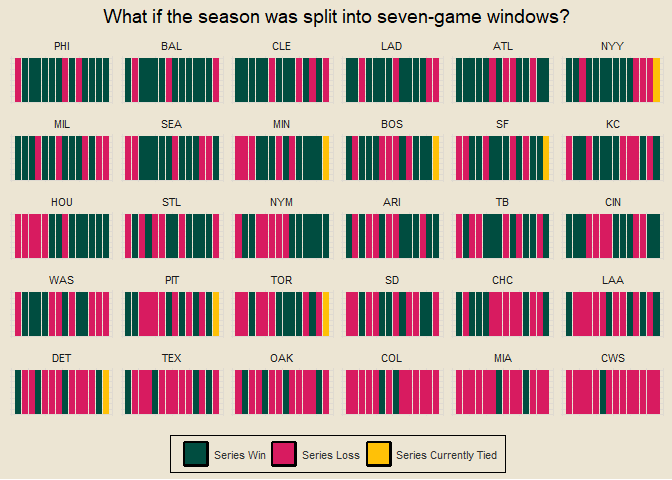 What if the season was split into seven-game windows?
PHI BAL CLE LAD ATL NYY
MIL SEA MIN BOS SF KC
HOU STL NYM ARI TB CIN
WAS PIT TOR SD CHC LAA
DET TEX OAK COL MIA CWS
Series Win Series Loss Series Currently Tied